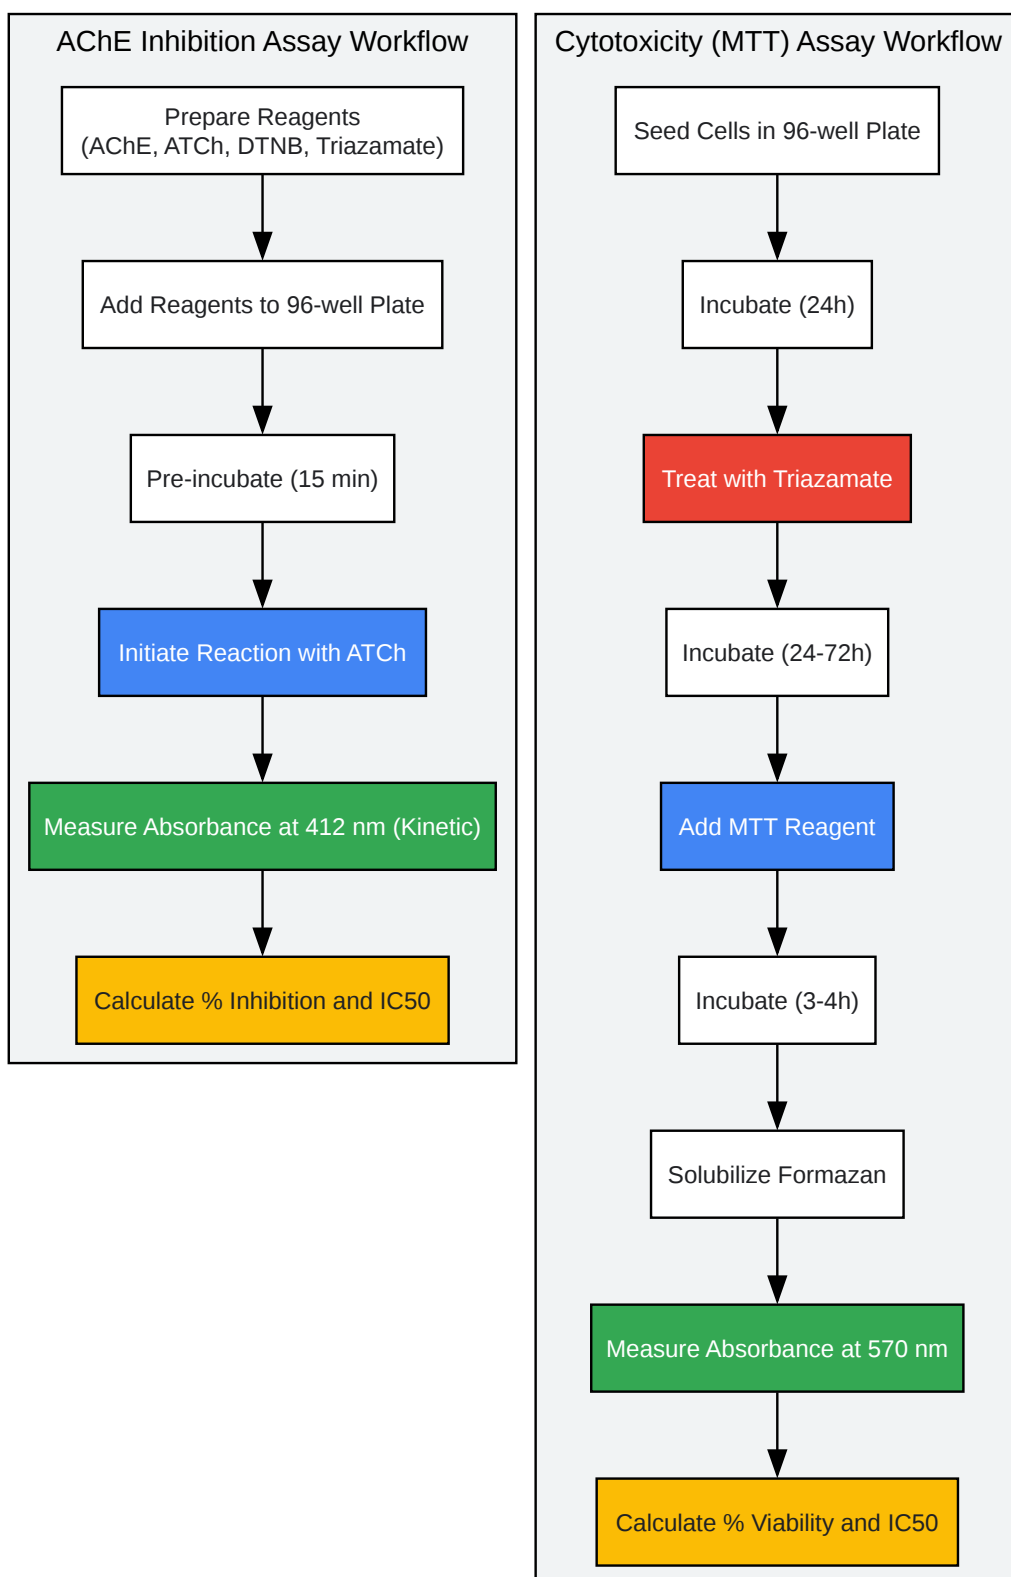 AChE Inhibition Assay Workflow
Prepare Reagents
(AChE, ATCh, DTNB, Triazamate)
Add Reagents to 96-well Plate
Pre-incubate (15 min)
Initiate Reaction with ATCh
Measure Absorbance at 412 nm (Kinetic)
Calculate % Inhibition and IC50
Cytotoxicity (MTT) Assay Workflow
Seed Cells in 96-well Plate
Incubate (24h)
Treat with Triazamate
Incubate (24-72h)
Add MTT Reagent
Incubate (3-4h)
Solubilize Formazan
Measure Absorbance at 570 nm
Calculate % Viability and IC50